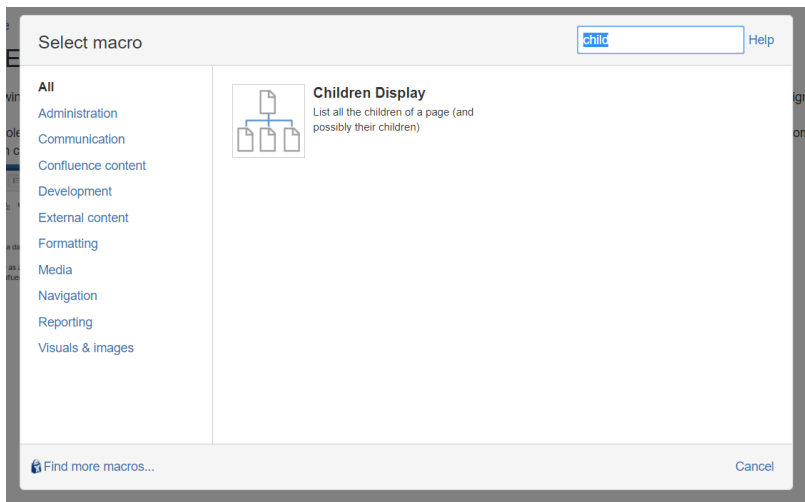 Select macro
child
Help
All
Administration
Communication
Confluence content
Development
External content
Formatting
Media
Navigation
Reporting
Visuals & images
Children Display
List all the children of a page (and
possibly their children)
Find more macros...
Cancel